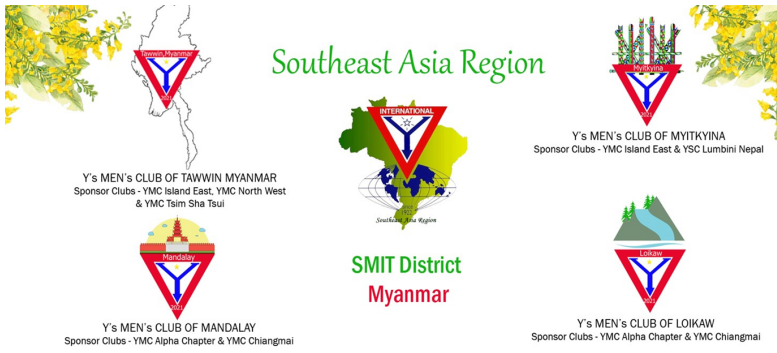 Southeast Asia Region
Tawwin,Myanmar
2021
Y's MEN's CLUB OF TAWWIN MYANMAR
Sponsor Clubs - YMC Island East, YMC North West
& YMC Tsim Sha Tsui
Myitkyina
2021
Y's MEN's CLUB OF MYITKYINA
Sponsor Clubs - YMC Island East & YSC Lumbini Nepal
INTERNATIONAL
Southeast Asia Region
SMIT District
Myanmar
Mandalay
2021
Y's MEN's CLUB OF MANDALAY
Sponsor Clubs - YMC Alpha Chapter & YMC Chiangmai
Loikaw
2021
Y's MEN's CLUB OF LOIKAW
Sponsor Clubs - YMC Alpha Chapter & YMC Chiangmai